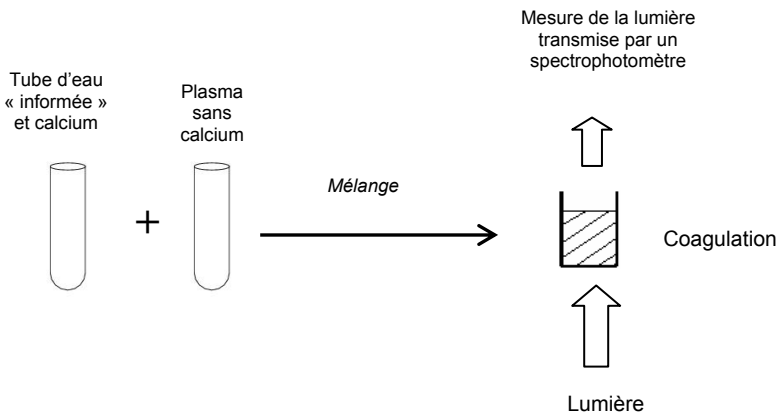 Mesure de la lumière
transmise par un
spectrophotomètre
Tube d’eau
« informée »
et calcium
Plasma
sans
calcium
Mélange
+
Coagulation
Lumière